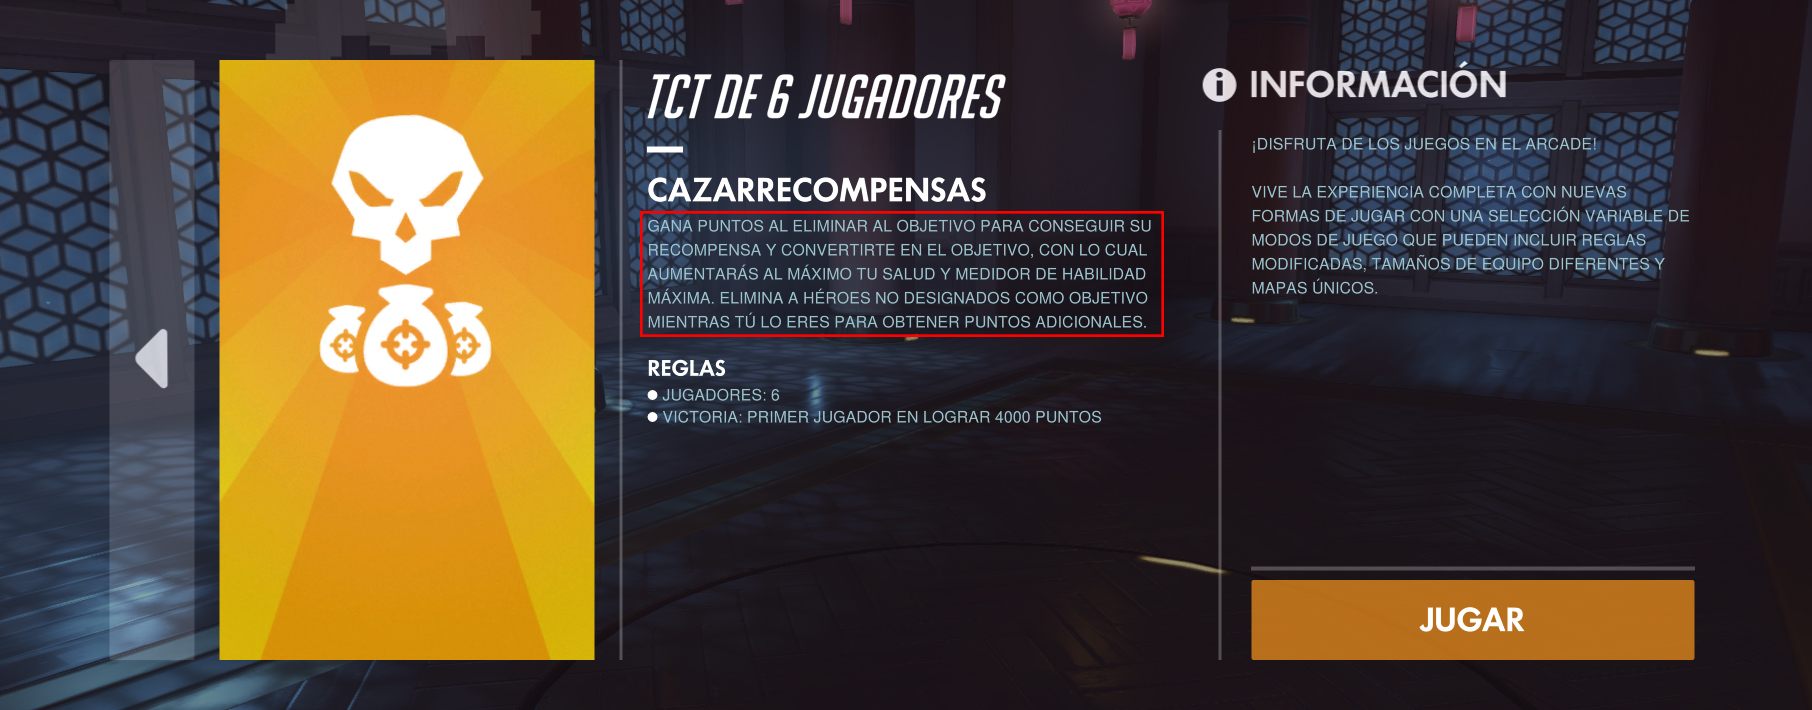 TCT DE 6 JUGADORES
CAZARRECOMPENSAS
GANA PUNTOS AL ELIMINAR AL OBJETIVO PARA CONSEGUIR SU
RECOMPENSA Y CONVERTIRTE EN EL OBJETIVO, CON LO CUAL
AUMENTARÁS AL MÁXIMO TU SALUD Y MEDIDOR DE HABILIDAD
MÁXIMA. ELIMINA A HÉROES NO DESIGNADOS COMO OBJETIVO
MIENTRAS TÚ LO ERES PARA OBTENER PUNTOS ADICIONALES.
REGLAS
● JUGADORES: 6
● VICTORIA: PRIMER JUGADOR EN LOGRAR 4000 PUNTOS
INFORMACIÓN
¡DISFRUTA DE LOS JUEGOS EN EL ARCADE!
VIVE LA EXPERIENCIA COMPLETA CON NUEVAS
FORMAS DE JUGAR CON UNA SELECCIÓN VARIABLE DE
MODOS DE JUEGO QUE PUEDEN INCLUIR REGLAS
MODIFICADAS, TAMAÑOS DE EQUIPO DIFERENTES Y
MAPAS ÚNICOS.
JUGAR